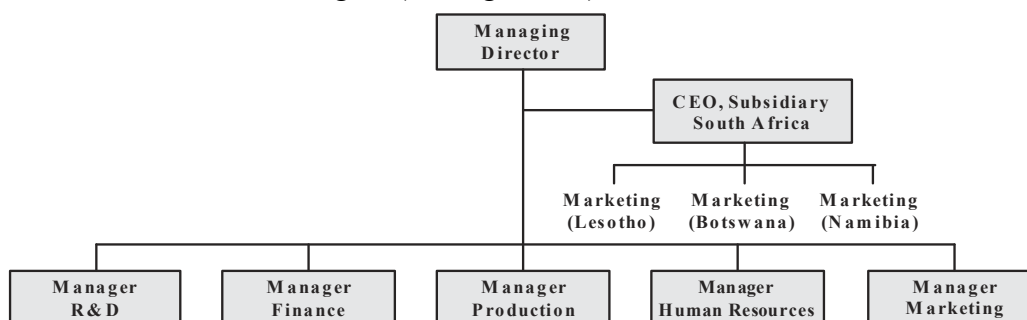 Managing
Director
CEO, Subsidiary
South Africa
Marketing
(Lesotho)
Marketing
(Botswana)
Marketing
(Namibia)
Manager
R&D
Manager
Finance
Manager
Production
Manager
Human Resources
Manager
Marketing